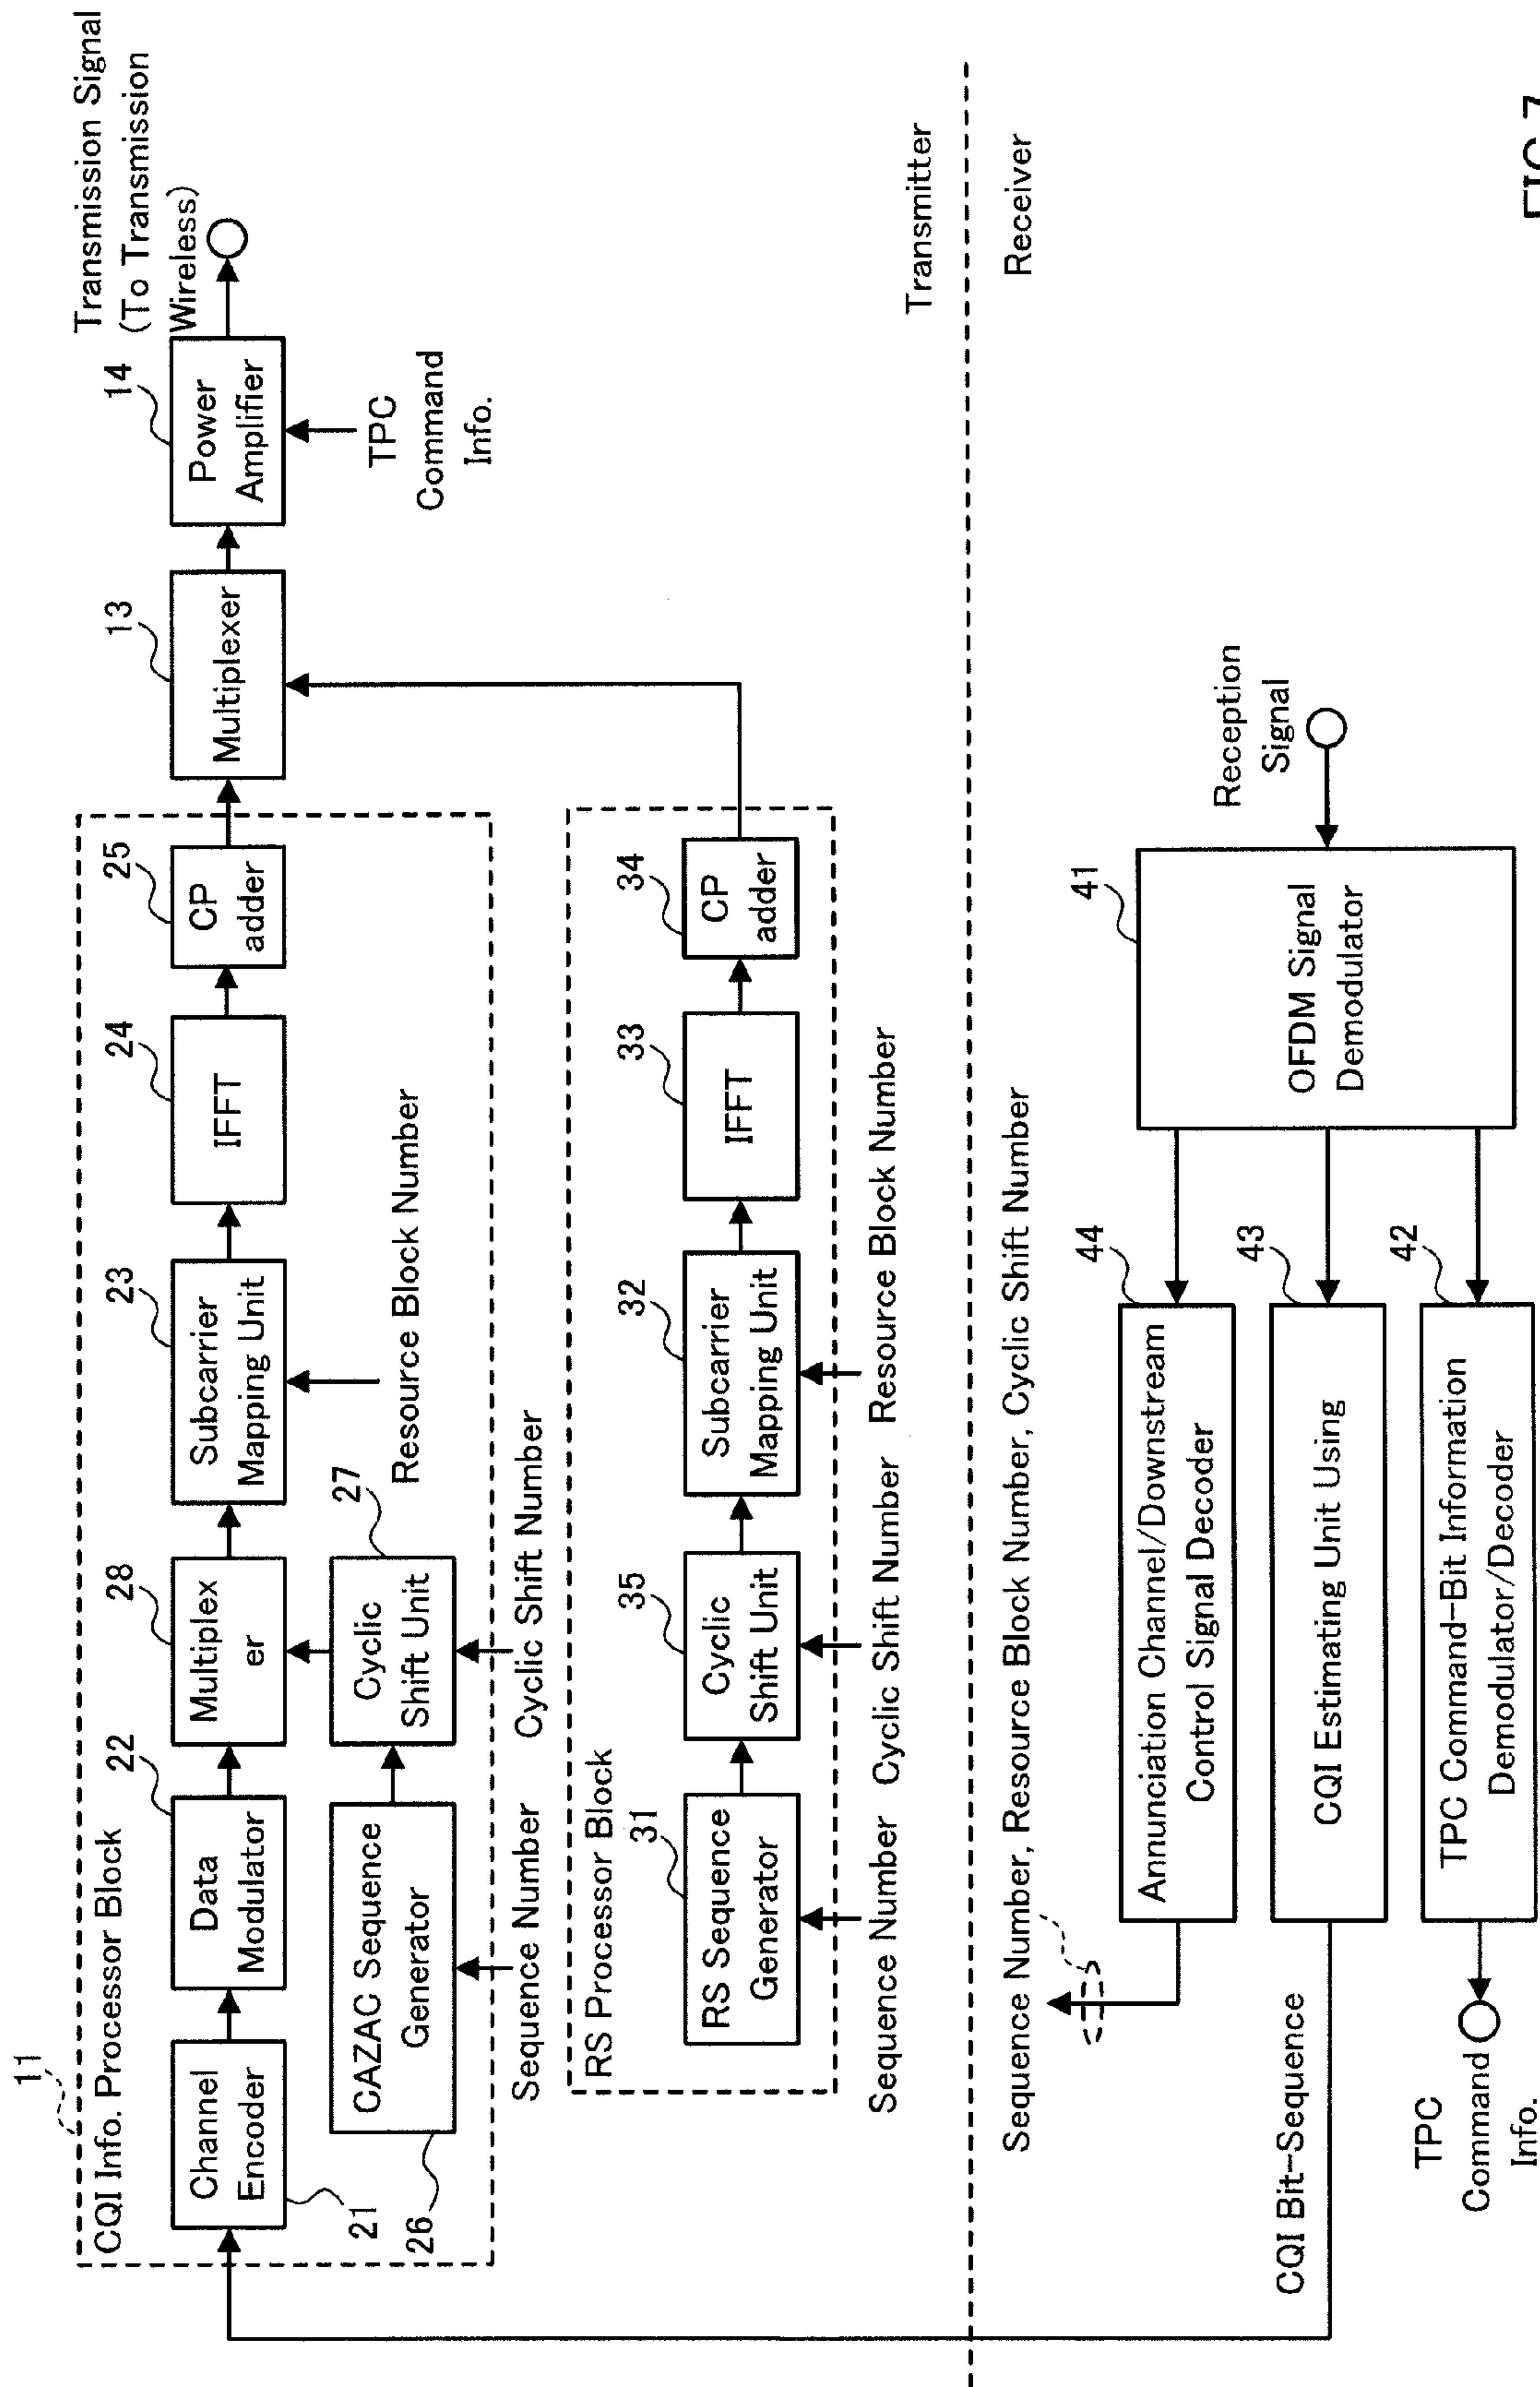 11
CQI Info. Processor Block
Channel
Encoder
21
Data
Modulator
22
Multiplex
er
28
Subcarrier
Mapping Unit
23
IFFT
24
CP
adder
25
Multiplexer
13
Power
Amplifier
14
Transmission Signal
(To Transmission
Wireless)
TPC
Command
Info.
CAZAC Sequence
Generator
26
Cyclic
Shift Unit
27
Resource Block Number
Sequence Number
Cyclic Shift Number
RS Processor Block
RS Sequence
Generator
31
Cyclic
Shift Unit
35
Subcarrier
Mapping Unit
32
IFFT
33
CP
adder
34
Sequence Number
Cyclic Shift Number
Resource Block Number
Transmitter
Receiver
Sequence Number, Resource Block Number, Cyclic Shift Number
Annunciation Channel/Downstream
Control Signal Decoder
44
CQI Estimating Unit Using
43
TPC Command-Bit Information
Demodulator/Decoder
42
OFDM Signal
Demodulator
41
Reception
Signal
CQI Bit-Sequence
TPC
Command
Info.
FIG.7